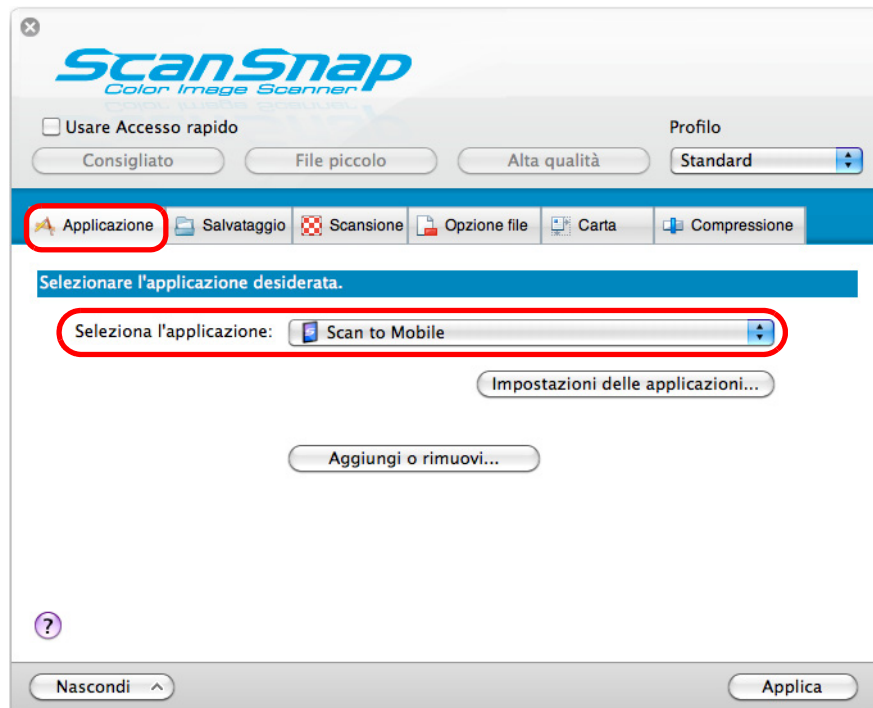 ScanSnap
Color Image Scanner
Usare Accesso rapido
Profilo
Consigliato File piccolo Alta qualità Standard
Applicazione Salvataggio Scansione Opzione file Carta Compressione
Selezionare l'applicazione desiderata.
Seleziona l'applicazione: Scan to Mobile
Impostazioni delle applicazioni...
Aggiungi o rimuovi...
?
Nascondi Applica